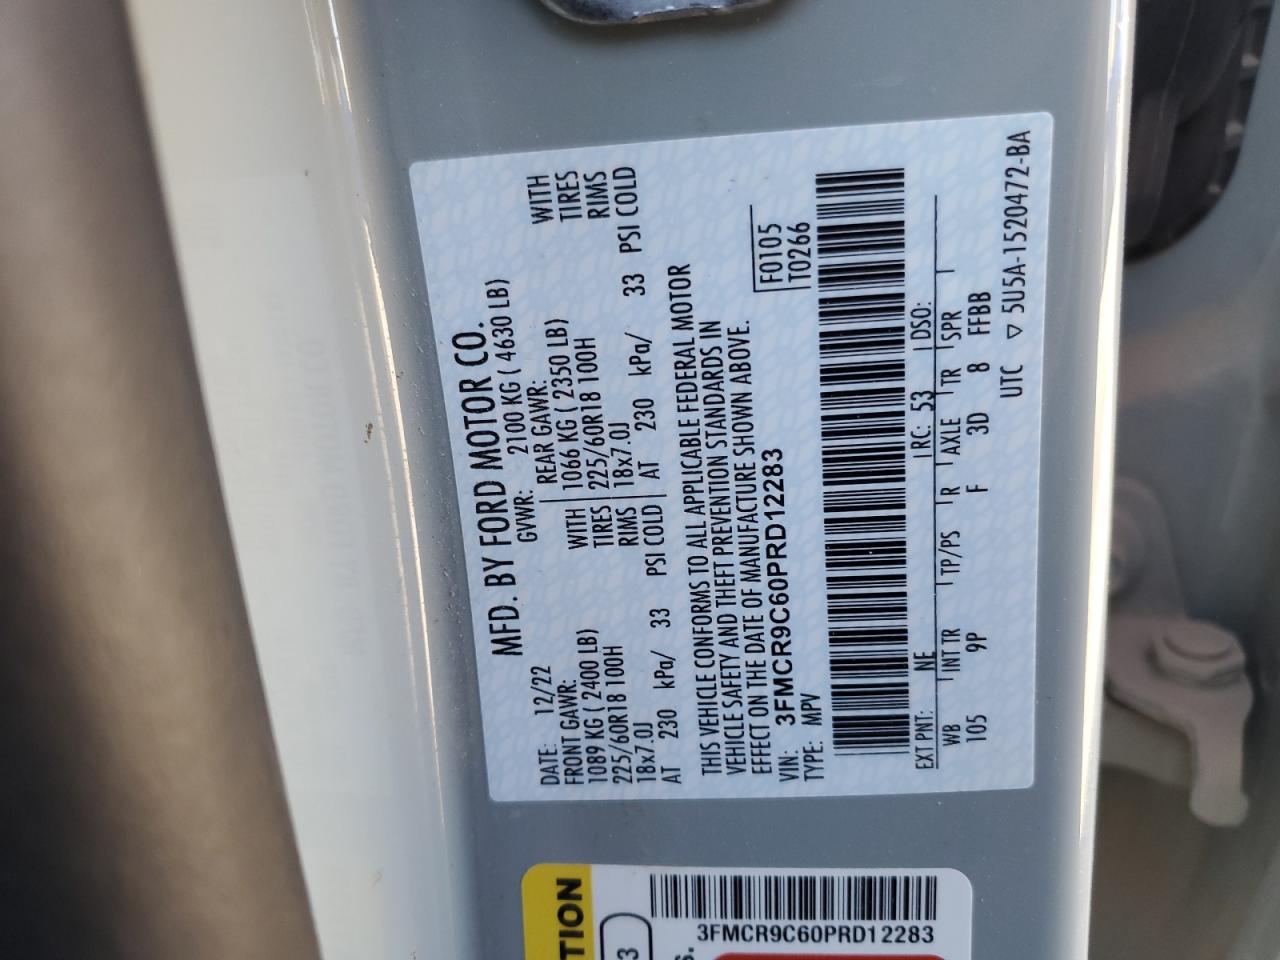 MFD. BY FORD MOTOR CO.
DATE: 12/22 GVWR: 2100 KG ( 4630 LB)
FRONT GAWR: REAR GAWR:
1089 KG ( 2400 LB) WITH 1066 KG ( 2350 LB) WITH
225/60R18 100H TIRES 225/60R18 100H TIRES
18x7.0J RIMS 18x7.0J RIMS
AT 230 kPa/ 33 PSI COLD AT 230 kPa/ 33 PSI COLD
THIS VEHICLE CONFORMS TO ALL APPLICABLE FEDERAL MOTOR
VEHICLE SAFETY AND THEFT PREVENTION STANDARDS IN
EFFECT ON THE DATE OF MANUFACTURE SHOWN ABOVE.
VIN: 3FMCR9C60PRD12283 F0105
TYPE: MPV T0266
EXT PNT: NE RC: 53 DSO:
WB INT TR TP/PS R AXLE TR SPR
105 9P F 3D 8 FFBB
UTC ▽ 5U5A-1520472-BA
TION
3
s.
3FMCR9C60PRD12283